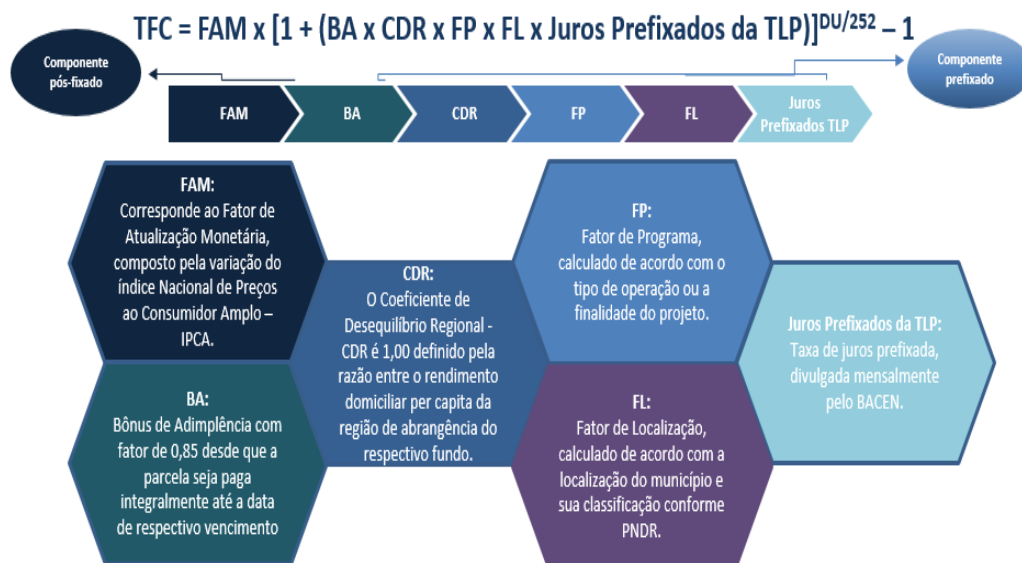 TFC = FAM x [1 + (BA x CDR x FP x FL x Juros Prefixados da TLP)]^DU/252 – 1
Componente
pós-fixado
Componente
prefixado
FAM
BA
CDR
FP
FL
Juros
Prefixados TLP
FAM:
Corresponde ao Fator de
Atualização Monetária,
composto pela variação do
índice Nacional de Preços
ao Consumidor Amplo –
IPCA.
BA:
Bônus de Adimplência com
fator de 0,85 desde que a
parcela seja paga
integralmente até a data
de respectivo vencimento
CDR:
O Coeficiente de
Desequilíbrio Regional -
CDR é 1,00 definido pela
razão entre o rendimento
domiciliar per capita da
região de abrangência do
respectivo fundo.
FP:
Fator de Programa,
calculado de acordo com o
tipo de operação ou a
finalidade do projeto.
FL:
Fator de Localização,
calculado de acordo com a
localização do município e
sua classificação conforme
PNDR.
Juros Prefixados da TLP:
Taxa de juros prefixada,
divulgada mensalmente
pelo BACEN.